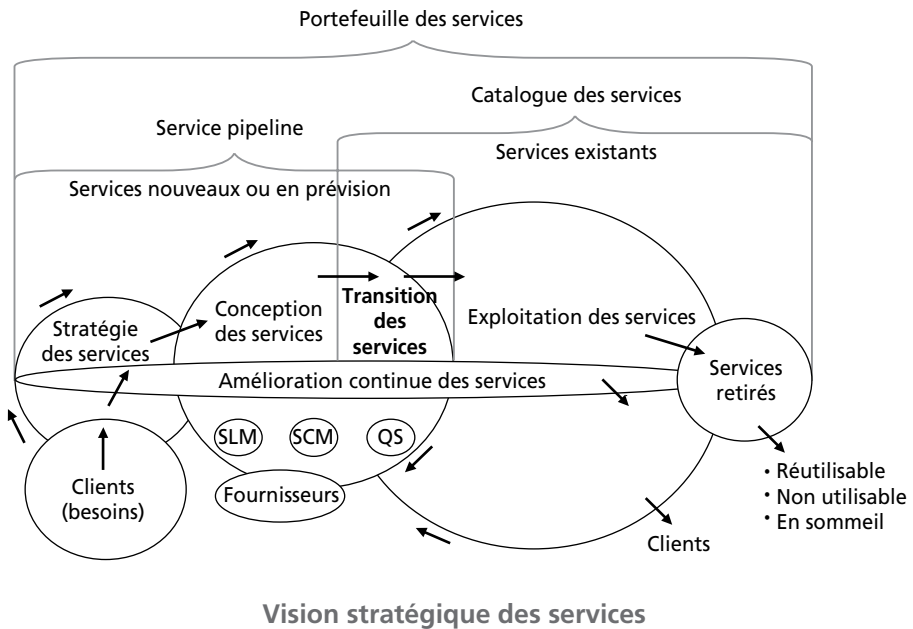 Portefeuille des services
Catalogue des services
Service pipeline
Services existants
Services nouveaux ou en prévision
Stratégie
des services
Conception
des services
Transition
des
services
Exploitation des services
Services
retirés
Amélioration continue des services
SLM
SCM
QS
Fournisseurs
Clients
(besoins)
Clients
• Réutilisable
• Non utilisable
• En sommeil
Vision stratégique des services